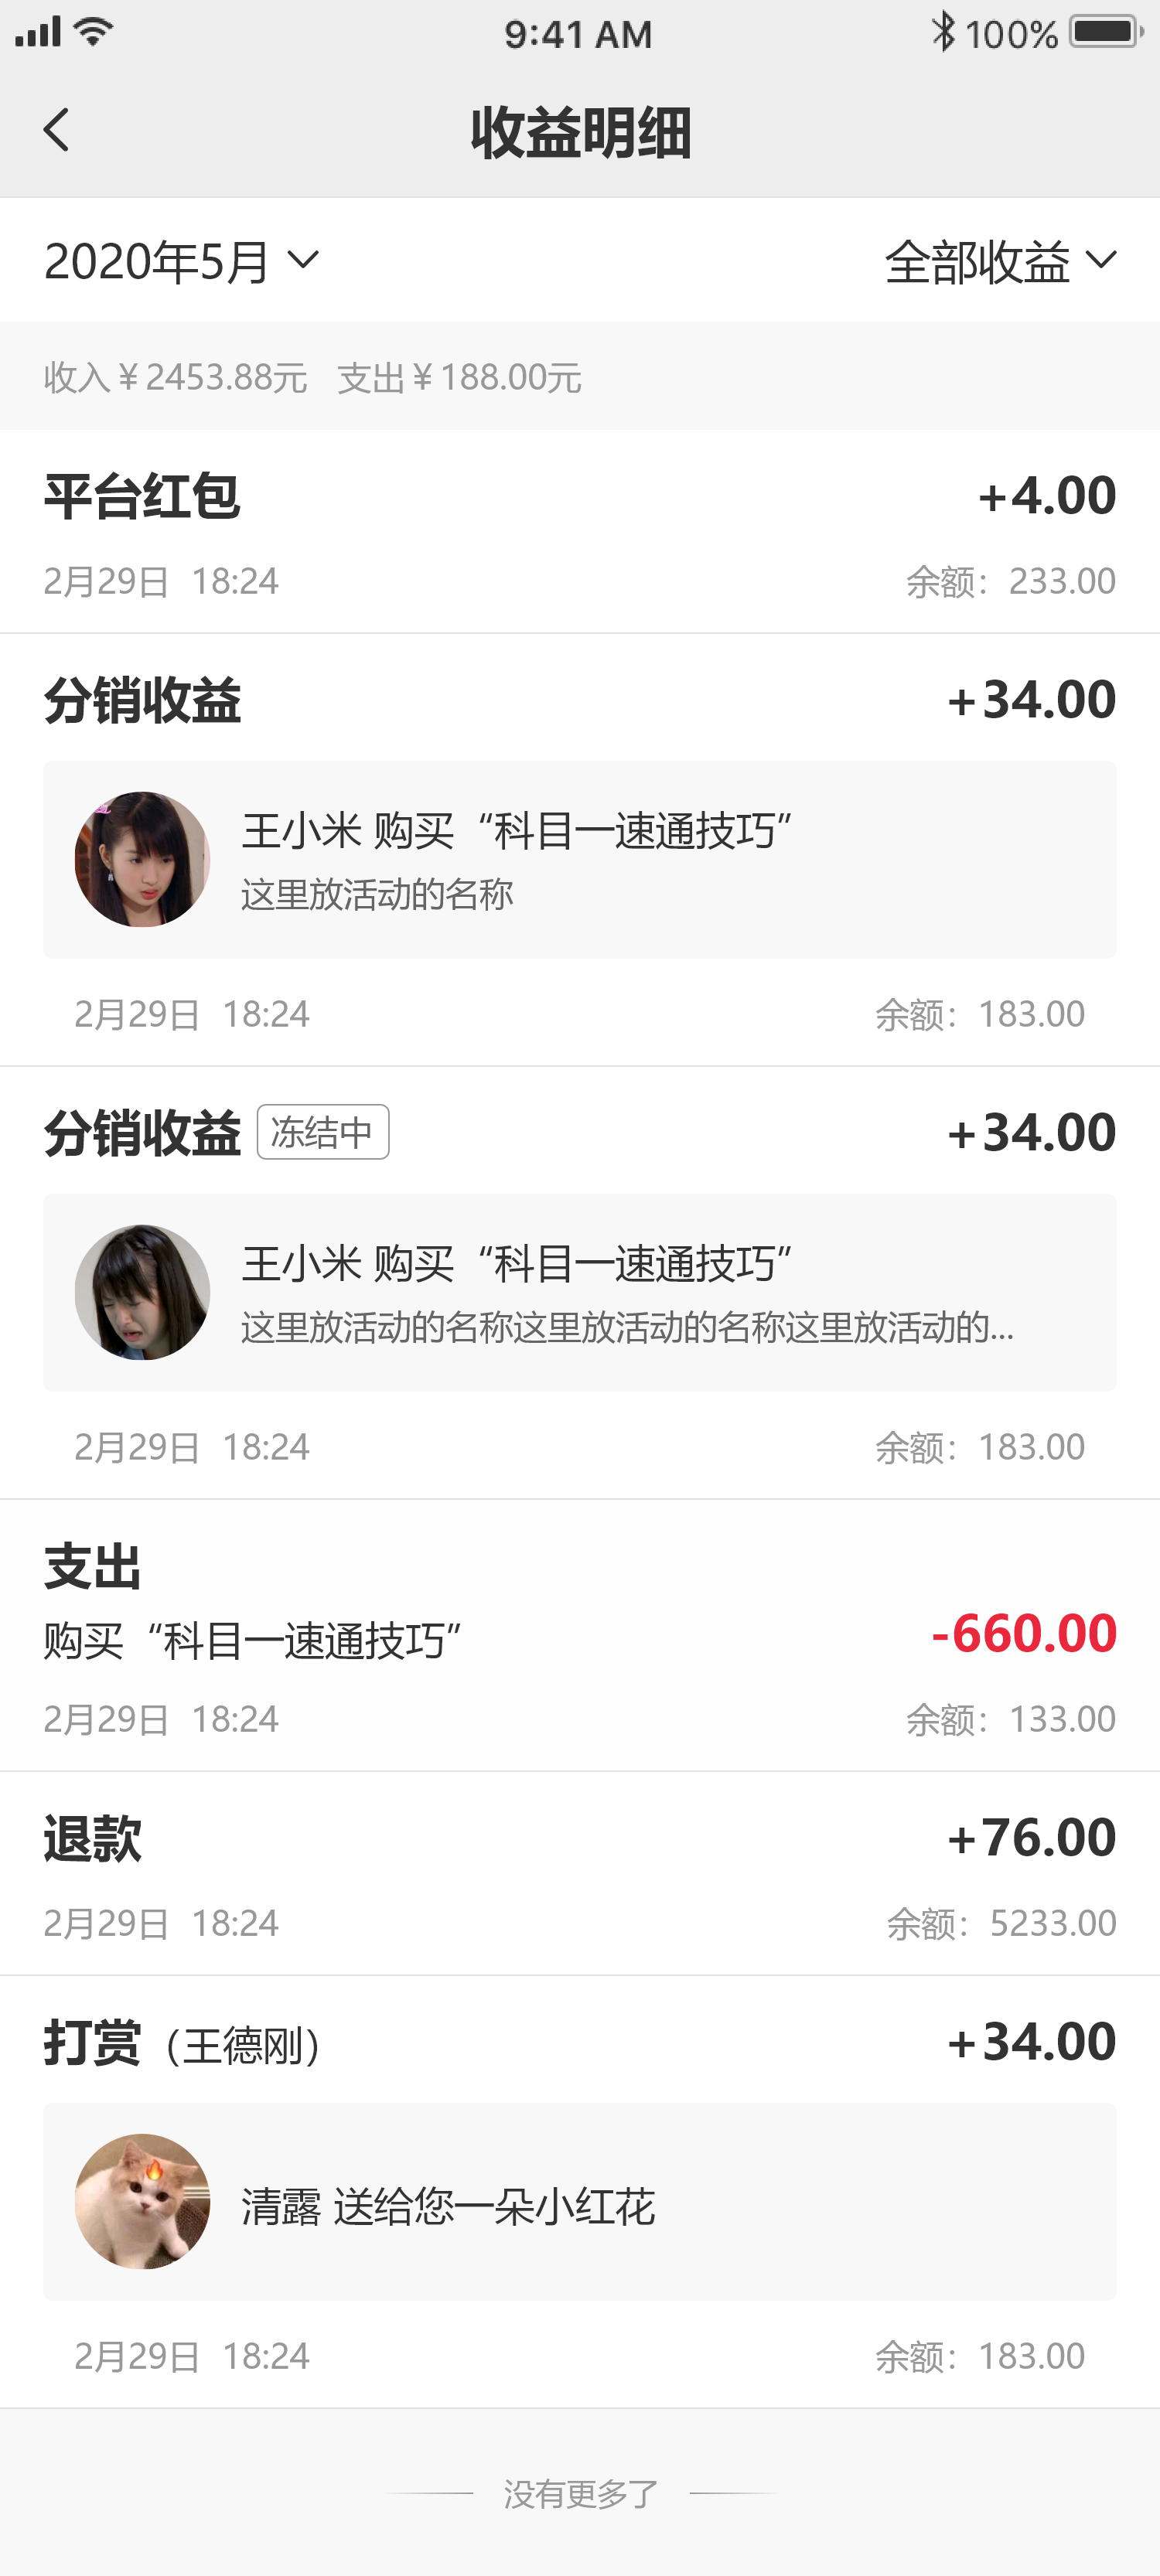 9:41 AM 100%
收益明细
2020年5月 全部收益
收入￥2453.88元 支出￥188.00元
平台红包 +4.00
2月29日 18:24 余额：233.00
分销收益 +34.00
王小米 购买“科目一速通技巧”
这里放活动的名称
2月29日 18:24 余额：183.00
分销收益 冻结中 +34.00
王小米 购买“科目一速通技巧”
这里放活动的名称这里放活动的名称这里放活动的...
2月29日 18:24 余额：183.00
支出
购买“科目一速通技巧” -660.00
2月29日 18:24 余额：133.00
退款 +76.00
2月29日 18:24 余额：5233.00
打赏（王德刚） +34.00
清露 送给您一朵小红花
2月29日 18:24 余额：183.00
没有更多了